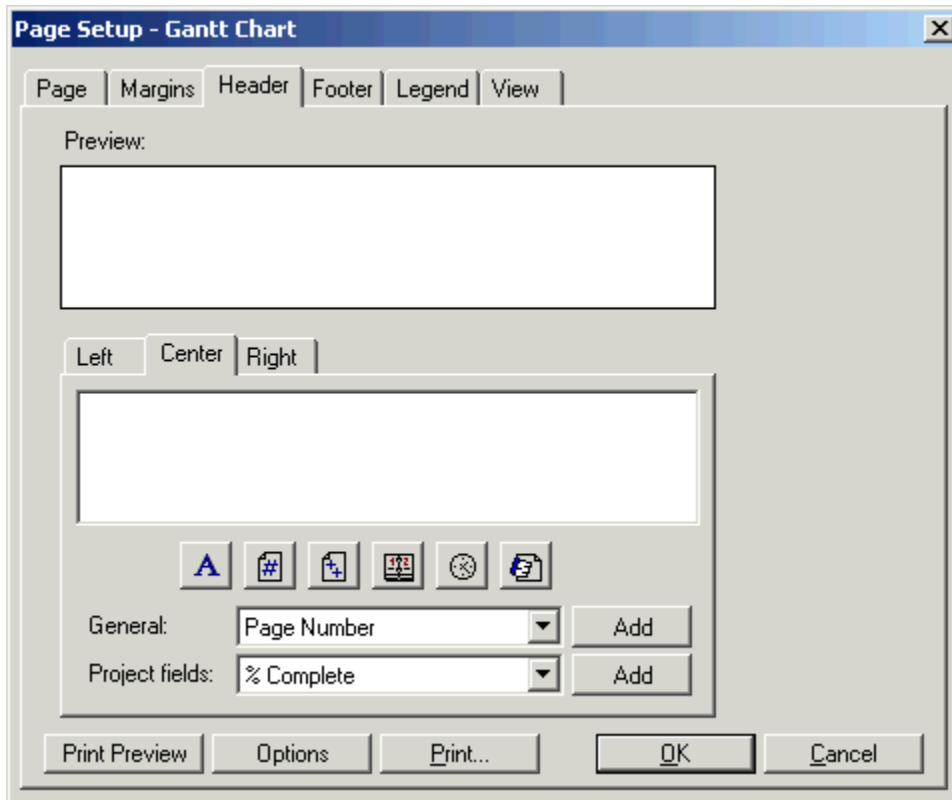 Page Setup - Gantt Chart
Page Margins Header Footer Legend View
Preview:
Left Center Right
A # ++
General: Page Number Add
Project fields: % Complete Add
Print Preview Options Print... OK Cancel